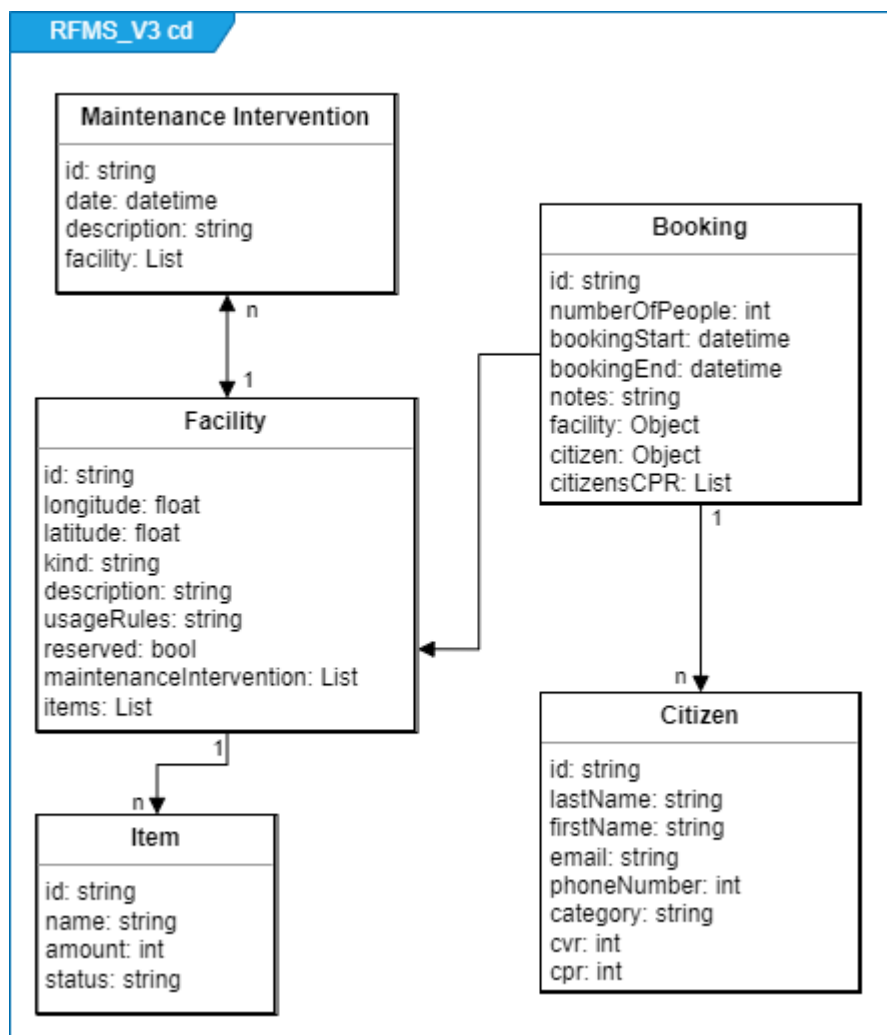 RFMS_V3 cd
Maintenance Intervention
id: string
date: datetime
description: string
facility: List
n
1
Facility
id: string
longitude: float
latitude: float
kind: string
description: string
usageRules: string
reserved: bool
maintenanceIntervention: List
items: List
1
n
Item
id: string
name: string
amount: int
status: string
Booking
id: string
numberOfPeople: int
bookingStart: datetime
bookingEnd: datetime
notes: string
facility: Object
citizen: Object
citizensCPR: List
1
n
Citizen
id: string
lastName: string
firstName: string
email: string
phoneNumber: int
category: string
cvr: int
cpr: int